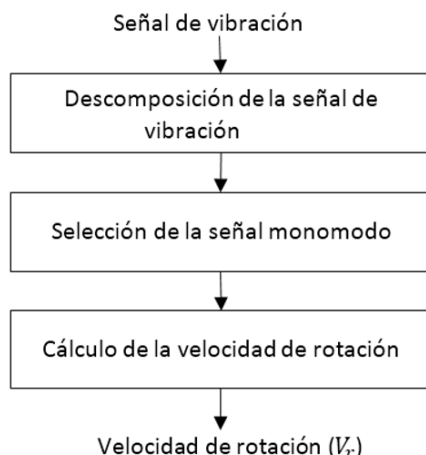 Señal de vibración
Descomposición de la señal de
vibración
Selección de la señal monomodo
Cálculo de la velocidad de rotación
Velocidad de rotación (Vr)